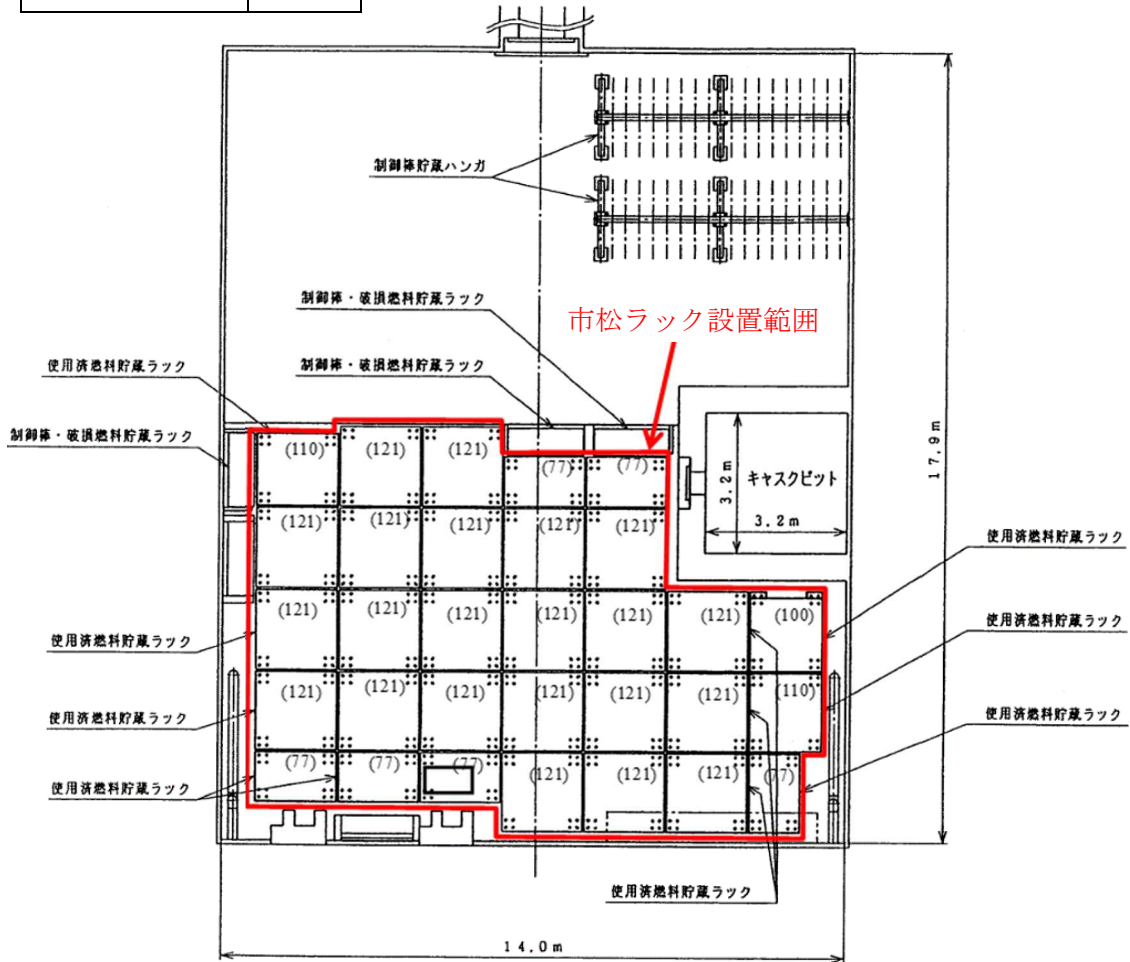 制御棒貯蔵ハンガ
制御棒・破損燃料貯蔵ラック
市松ラック設置範囲
使用済燃料貯蔵ラック
制御棒・破損燃料貯蔵ラック
制御棒・破損燃料貯蔵ラック
(110) (121) (121) (77) (77)
キャスクピット
3.2m
3.2m
17.9m
(121) (121) (121) (121) (121)
使用済燃料貯蔵ラック
(121) (121) (121) (121) (121) (121) (100)
使用済燃料貯蔵ラック
使用済燃料貯蔵ラック
(121) (121) (121) (121) (121) (121) (110)
使用済燃料貯蔵ラック
使用済燃料貯蔵ラック
(77) (77) (77) (121) (121) (121) (77)
使用済燃料貯蔵ラック
使用済燃料貯蔵ラック
14.0m